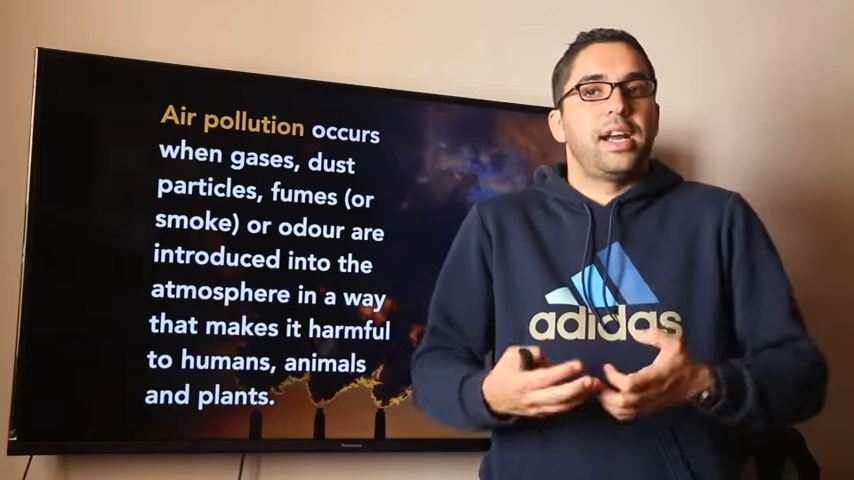 Air pollution occurs
when gases, dust
particles, fumes (or
smoke) or odour are
introduced into the
atmosphere in a way
that makes it harmful
to humans, animals
and plants.
Panasonic
adidas